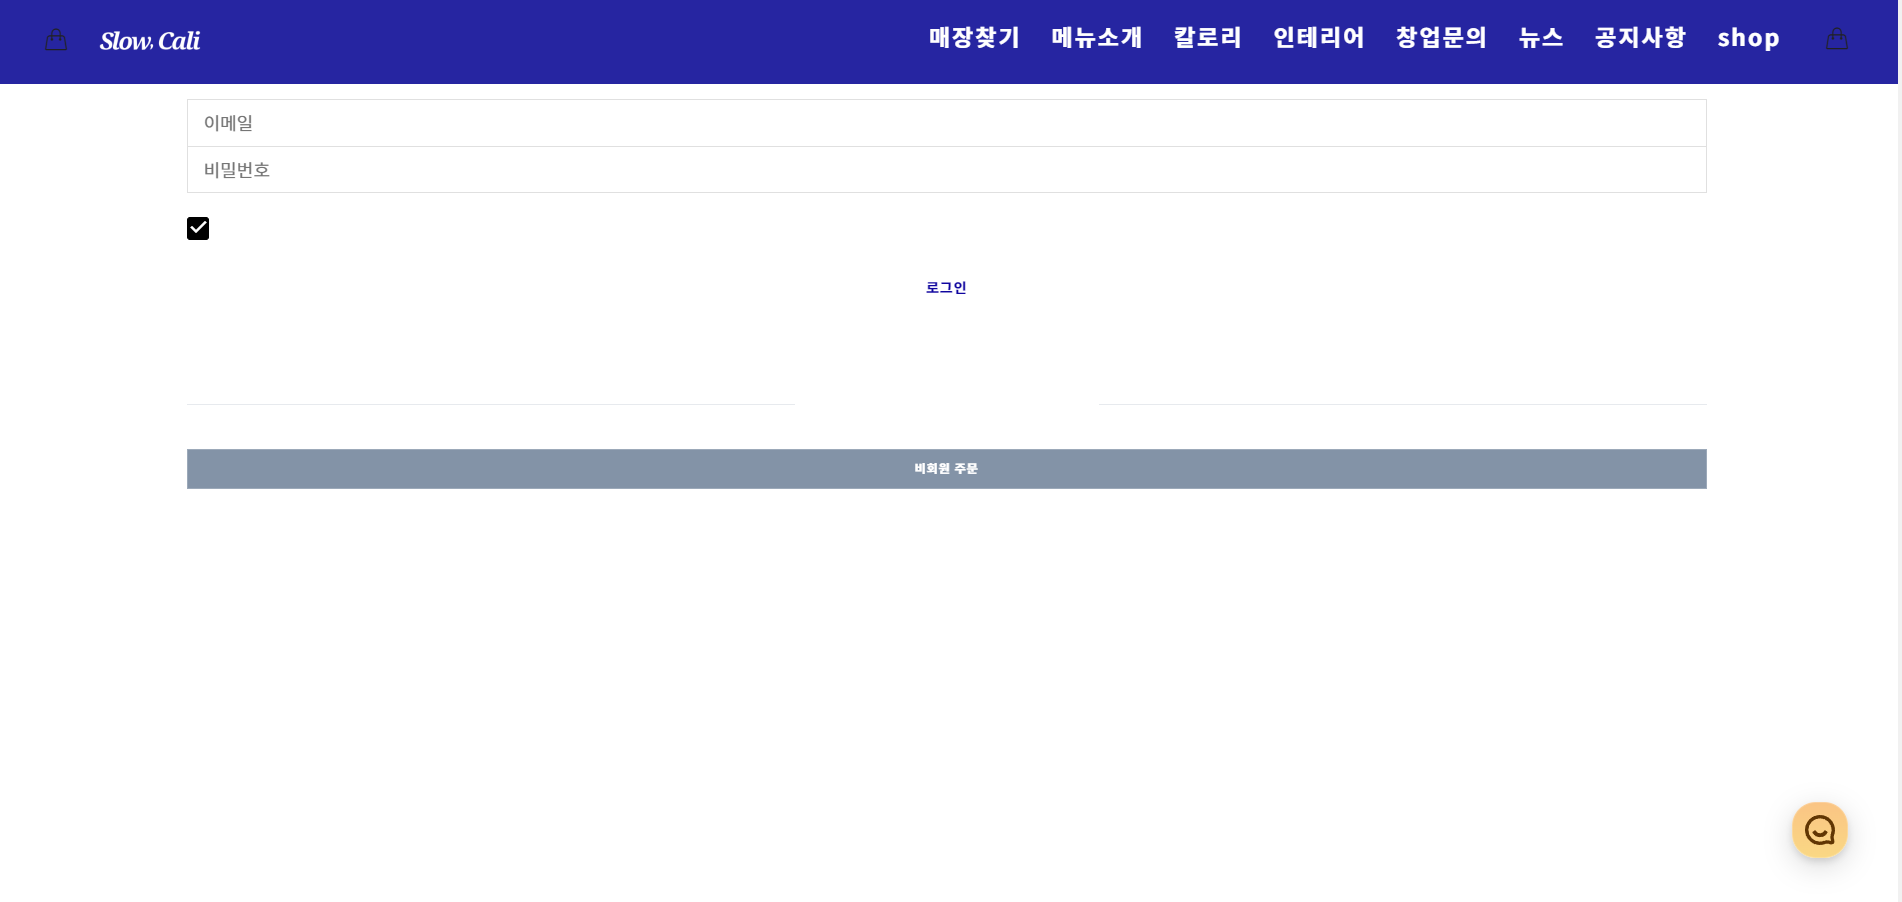 Slow, Cali
매장찾기 메뉴소개 칼로리 인테리어 창업문의 뉴스 공지사항 shop
이메일
비밀번호
로그인
비회원 주문